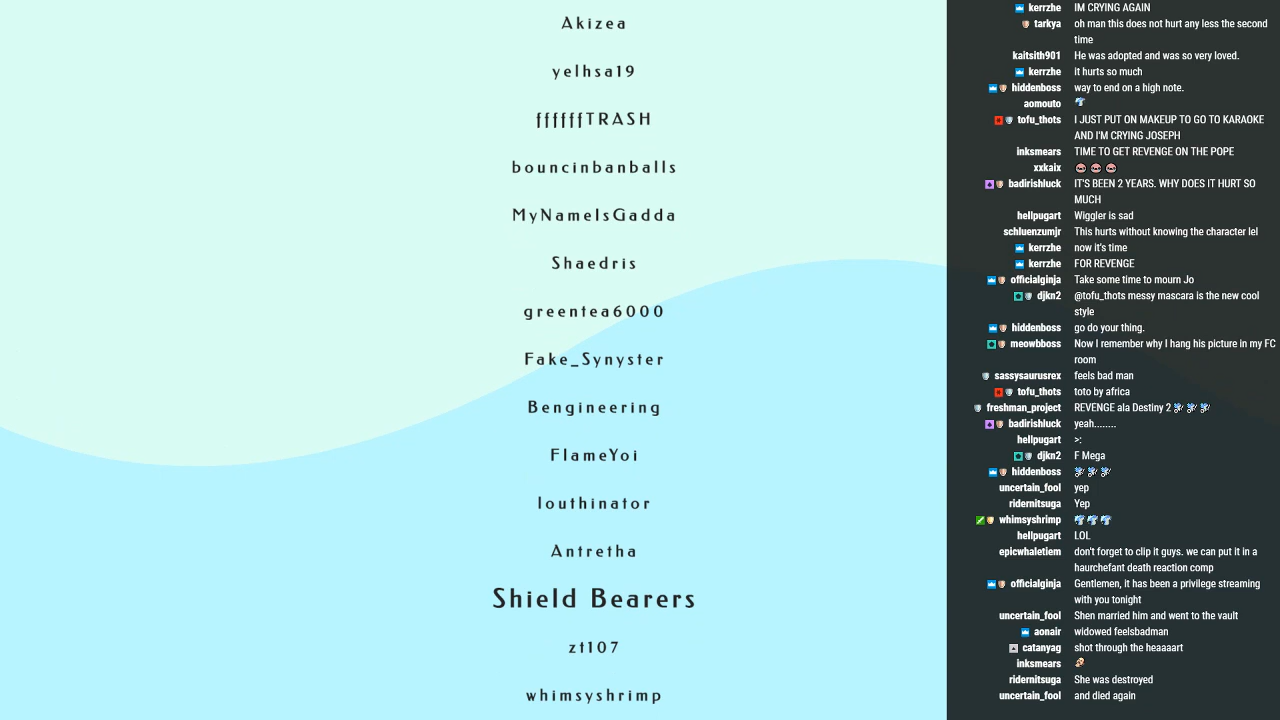 Akizea
yelhsa19
ffffffTRASH
bouncinbanballs
MyNameIsGadda
Shaedris
greentea6000
Fake_Synyster
Bengineering
FlameYoi
louthinator
Antretha
Shield Bearers
zt107
whimsyshrimp
kerrzhe IM CRYING AGAIN
tarkya oh man this does not hurt any less the second
time
kaitsith901 He was adopted and was so very loved.
kerrzhe it hurts so much
hiddenboss way to end on a high note.
aomouto
tofu_thots I JUST PUT ON MAKEUP TO GO TO KARAOKE
AND I'M CRYING JOSEPH
inksmears TIME TO GET REVENGE ON THE POPE
xxkaix
badirishluck IT'S BEEN 2 YEARS. WHY DOES IT HURT SO
MUCH
hellpugart Wiggler is sad
schluenzumjr This hurts without knowing the character lel
kerrzhe now it's time
kerrzhe FOR REVENGE
officialginja Take some time to mourn Jo
djkn2 @tofu_thots messy mascara is the new cool
style
hiddenboss go do your thing.
meowbboss Now I remember why I hang his picture in my FC
room
sassysaurusrex feels bad man
tofu_thots toto by africa
freshman_project REVENGE ala Destiny 2
badirishluck yeah........
hellpugart >:
djkn2 F Mega
hiddenboss
uncertain_fool yep
ridernitsuga Yep
whimsyshrimp
hellpugart LOL
epicwhaletiem don't forget to clip it guys. we can put it in a
haurchefant death reaction comp
officialginja Gentlemen, it has been a privilege streaming
with you tonight
uncertain_fool Shen married him and went to the vault
aonair widowed feelsbadman
catanyag shot through the heaaaart
inksmears
ridernitsuga She was destroyed
uncertain_fool and died again